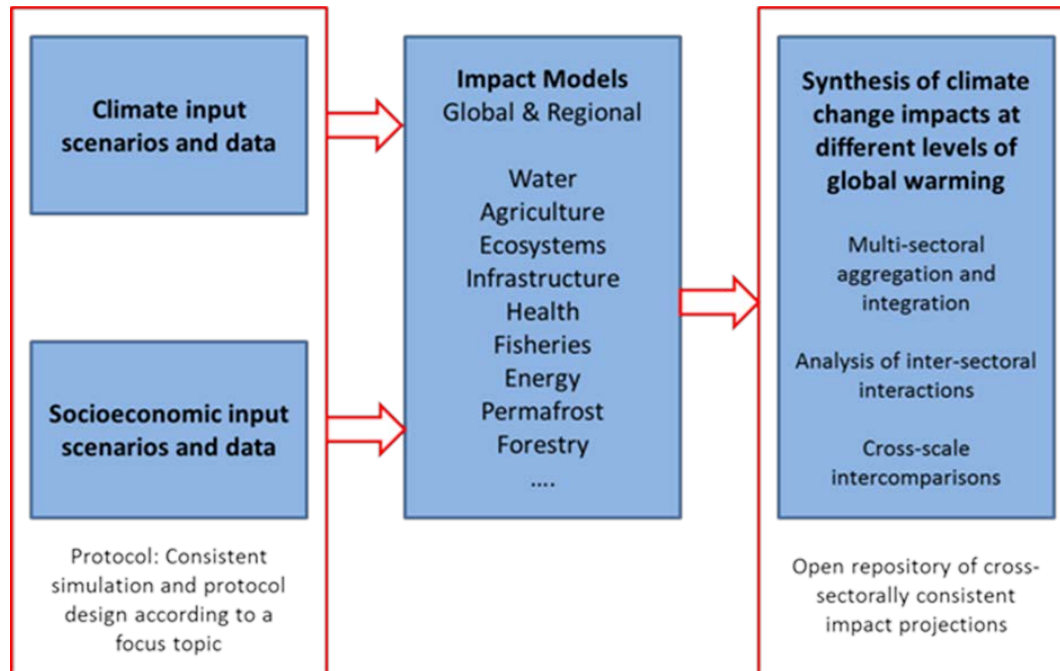 Climate input
scenarios and data
Socioeconomic input
scenarios and data
Protocol: Consistent
simulation and protocol
design according to a
focus topic
Impact Models
Global & Regional
Water
Agriculture
Ecosystems
Infrastructure
Health
Fisheries
Energy
Permafrost
Forestry
....
Synthesis of climate
change impacts at
different levels of
global warming
Multi-sectoral
aggregation and
integration
Analysis of inter-sectoral
interactions
Cross-scale
intercomparisons
Open repository of cross-
sectorally consistent
impact projections